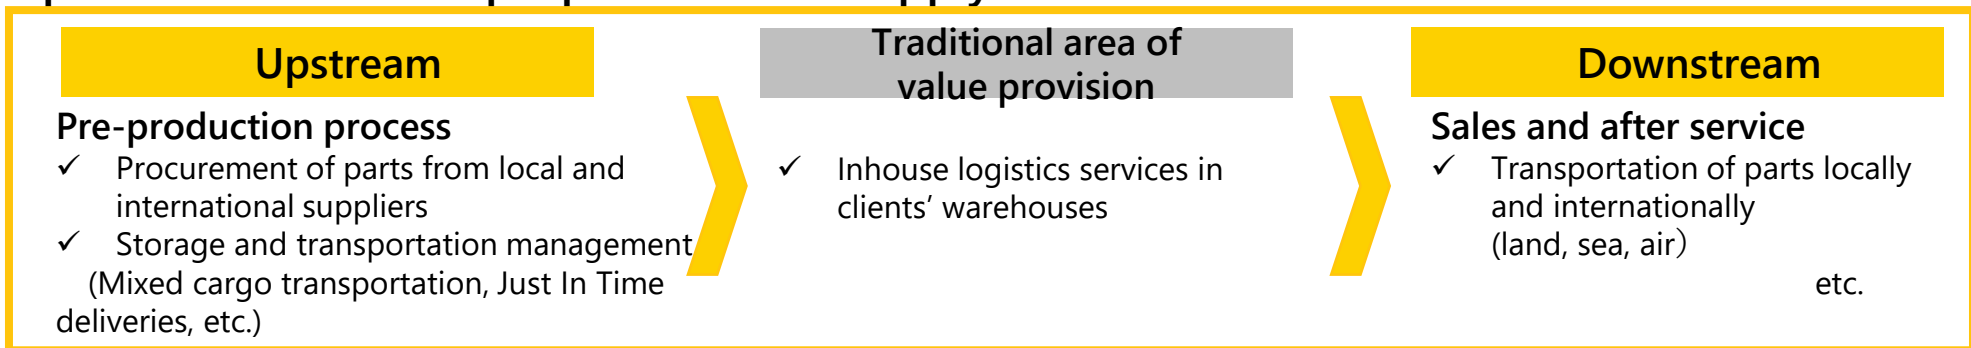 Upstream
Pre-production process
✓ Procurement of parts from local and
international suppliers
✓ Storage and transportation management
(Mixed cargo transportation, Just In Time
deliveries, etc.)
Traditional area of
value provision
✓ Inhouse logistics services in
clients’ warehouses
Downstream
Sales and after service
✓ Transportation of parts locally
and internationally
(land, sea, air）
etc.